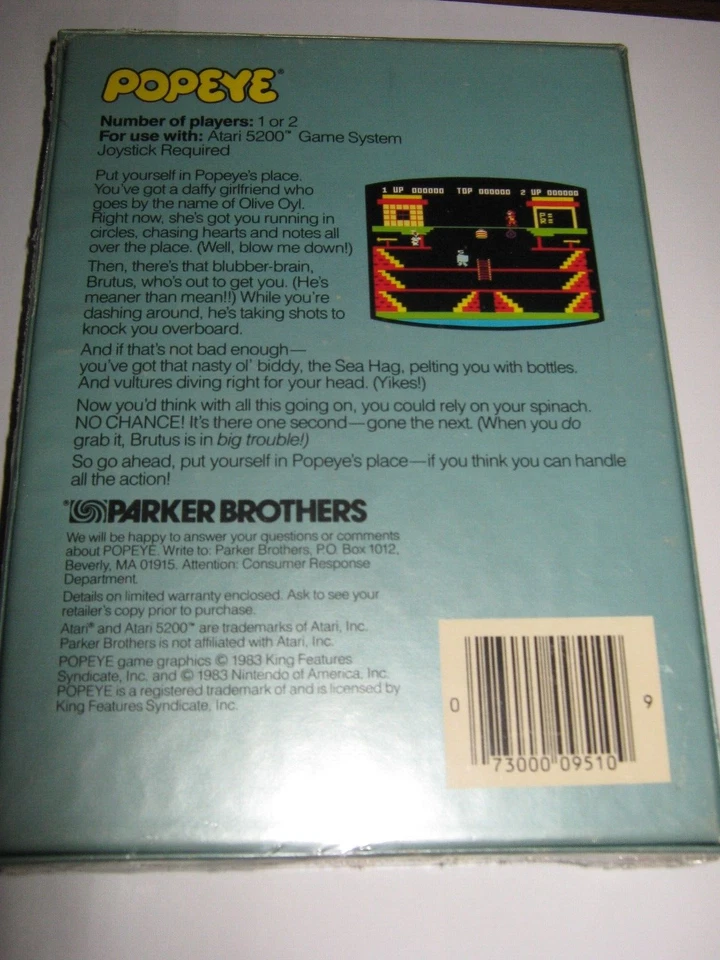 POPEYE®
Number of players: 1 or 2
For use with: Atari 5200™ Game System
Joystick Required
Put yourself in Popeye's place.
You've got a daffy girlfriend who
goes by the name of Olive Oyl.
Right now, she's got you running in
circles, chasing hearts and notes all
over the place. (Well, blow me down!)
Then, there's that blubber-brain,
Brutus, who's out to get you. (He's
meaner than mean!!) While you're
dashing around, he's taking shots to
knock you overboard.
1 UP 000000 TOP 000000 2 UP 000000
And if that's not bad enough—
you've got that nasty ol' biddy, the Sea Hag, pelting you with bottles.
And vultures diving right for your head. (Yikes!)
Now you'd think with all this going on, you could rely on your spinach.
NO CHANCE! It's there one second—gone the next. (When you do
grab it, Brutus is in big trouble!)
So go ahead, put yourself in Popeye's place—if you think you can handle
all the action!
® PARKER BROTHERS
We will be happy to answer your questions or comments
about POPEYE. Write to: Parker Brothers, P.O. Box 1012,
Beverly, MA 01915. Attention: Consumer Response
Department.
Details on limited warranty enclosed. Ask to see your
retailer's copy prior to purchase.
Atari® and Atari 5200™ are trademarks of Atari, Inc.
Parker Brothers is not affiliated with Atari, Inc.
POPEYE game graphics © 1983 King Features
Syndicate, Inc. and © 1983 Nintendo of America, Inc.
POPEYE is a registered trademark of and is licensed by
King Features Syndicate, Inc.
0 73000 09510 9